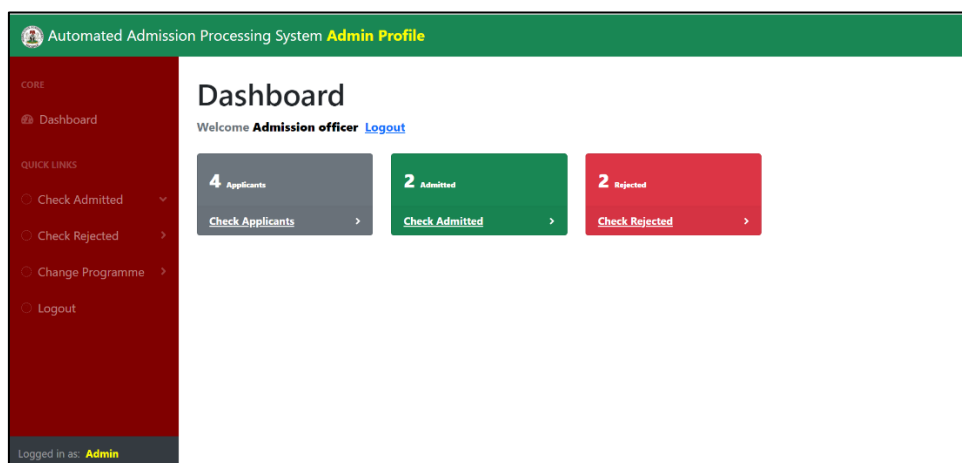 Automated Admission Processing System Admin Profile
CORE
Dashboard
QUICK LINKS
Check Admitted
Check Rejected
Change Programme
Logout
Logged in as: Admin
Dashboard
Welcome Admission officer Logout
4 Applicants
Check Applicants
2 Admitted
Check Admitted
2 Rejected
Check Rejected